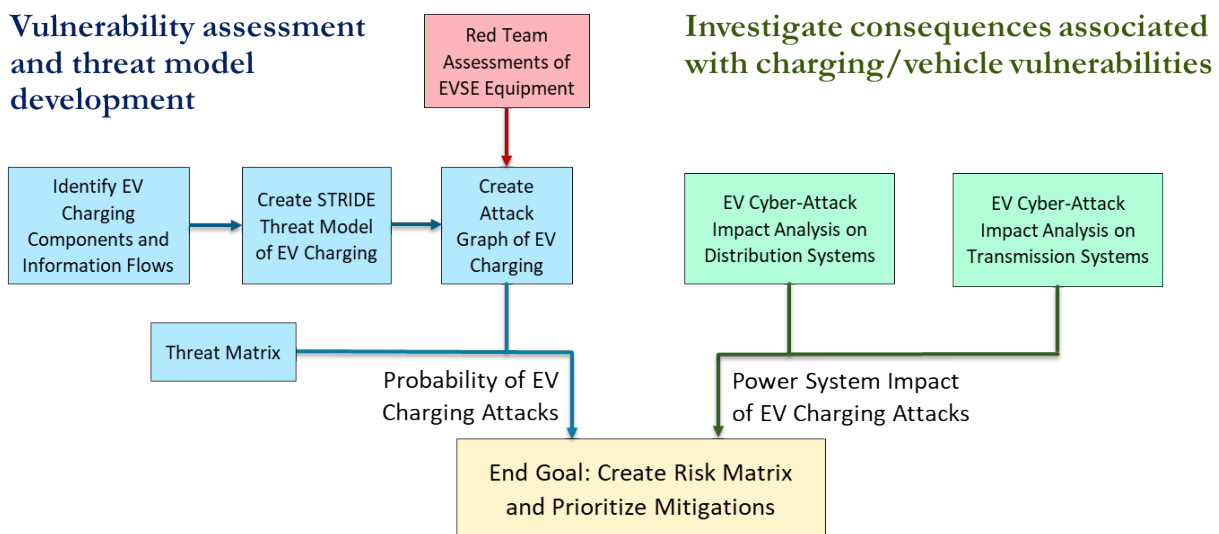 Vulnerability assessment
and threat model
development
Red Team
Assessments of
EVSE Equipment
Investigate consequences associated
with charging/vehicle vulnerabilities
Identify EV
Charging
Components and
Information Flows
Create STRIDE
Threat Model
of EV Charging
Create
Attack
Graph of EV
Charging
EV Cyber-Attack
Impact Analysis on
Distribution Systems
EV Cyber-Attack
Impact Analysis on
Transmission Systems
Threat Matrix
Probability of EV
Charging Attacks
Power System Impact
of EV Charging Attacks
End Goal: Create Risk Matrix
and Prioritize Mitigations